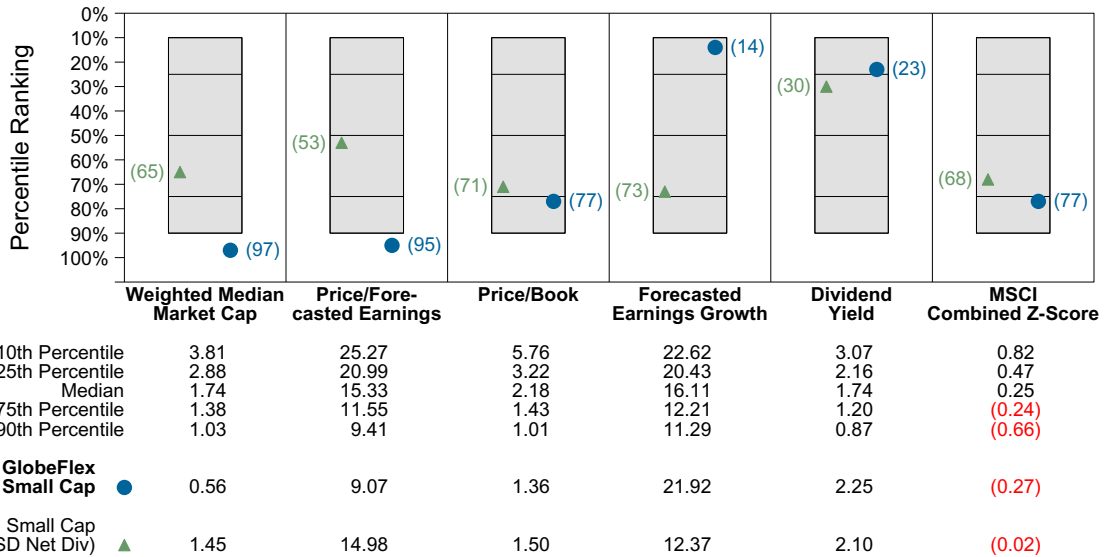 0%
10%
20%
30%
40%
50%
60%
70%
80%
90%
100%
Percentile Ranking
(65) (97)
(53) (95)
(71) (77)
(73) (14)
(30) (23)
(68) (77)
Weighted Median Market Cap
Price/Fore-casted Earnings
Price/Book
Forecasted Earnings Growth
Dividend Yield
MSCI Combined Z-Score
10th Percentile 3.81 25.27 5.76 22.62 3.07 0.82
25th Percentile 2.88 20.99 3.22 20.43 2.16 0.47
Median 1.74 15.33 2.18 16.11 1.74 0.25
75th Percentile 1.38 11.55 1.43 12.21 1.20 (0.24)
90th Percentile 1.03 9.41 1.01 11.29 0.87 (0.66)
GlobeFlex
Small Cap 0.56 9.07 1.36 21.92 2.25 (0.27)
Small Cap
SD Net Div) 1.45 14.98 1.50 12.37 2.10 (0.02)